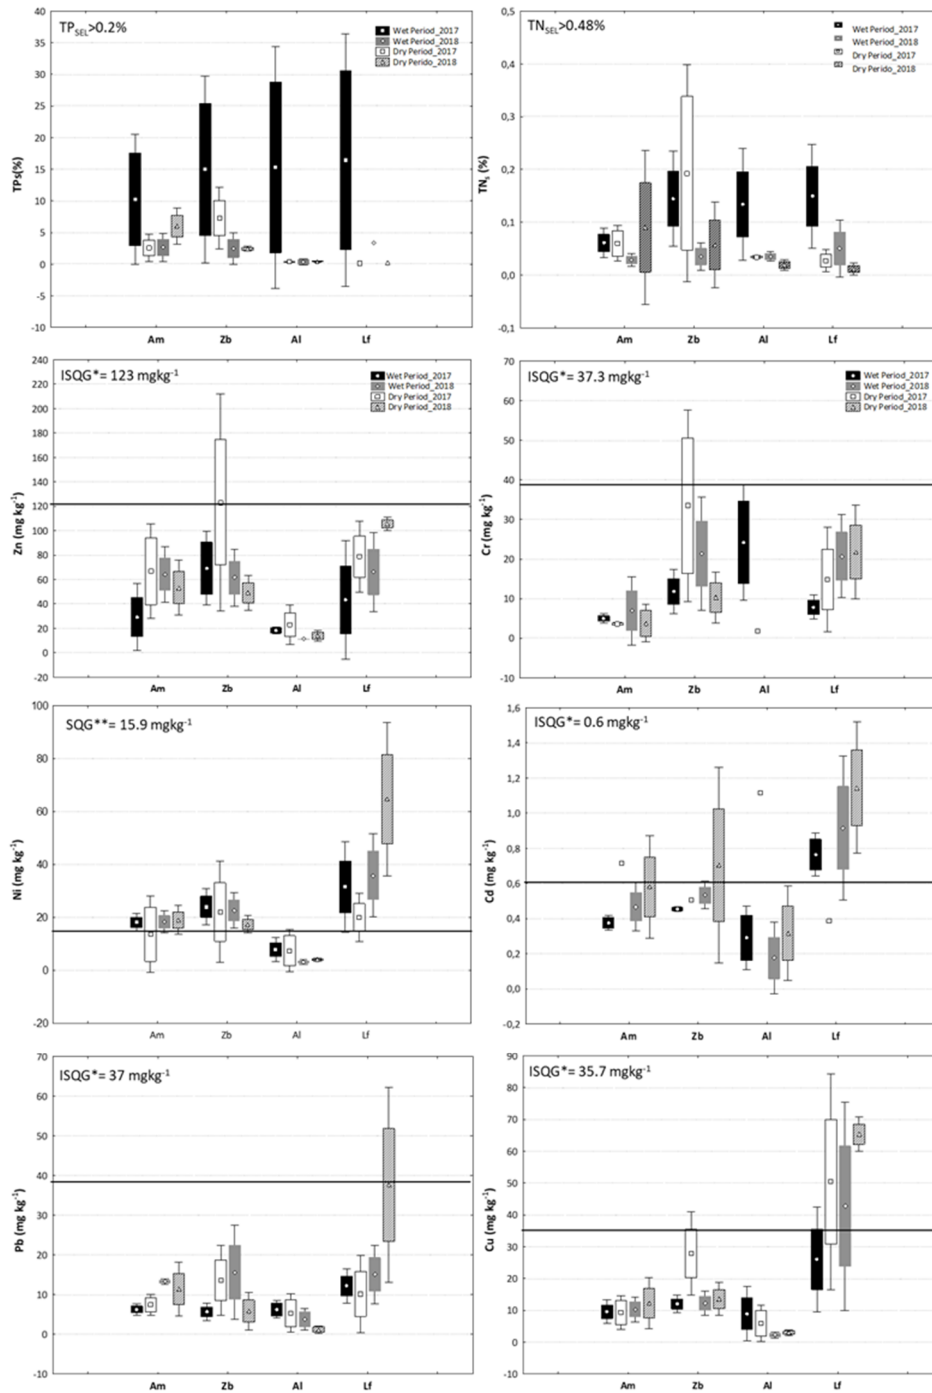 TP_SEL>0.2%
Wet Period_2017
Wet Period_2018
Dry Period_2017
Dry Period_2018
40
35
30
25
20
15
10
5
0
-5
-10
TPs(%)
Am Zb Al Lf
TN_SEL>0.48%
Wet Period_2017
Wet Period_2018
Dry Period_2017
Dry Perido_2018
0,5
0,4
0,3
0,2
0,1
0,0
-0,1
TN_s (%)
Am Zb Al Lf
ISQG*= 123 mgkg⁻¹
Wet Period_2017
Wet Period_2018
Dry Period_2017
Dry Period_2018
240
220
200
180
160
140
120
100
80
60
40
20
0
-20
Zn (mg kg⁻¹)
Am Zb Al Lf
ISQG*= 37.3 mgkg⁻¹
Wet Period_2017
Wet Period_2018
Dry Period_2017
Dry Period_2018
70
60
50
40
30
20
10
0
-10
Cr (mg kg⁻¹)
Am Zb Al Lf
SQG**= 15.9 mgkg⁻¹
100
80
60
40
20
0
-20
Ni (mg kg⁻¹)
Am Zb Al Lf
ISQG*= 0.6 mgkg⁻¹
1,6
1,4
1,2
1,0
0,8
0,6
0,4
0,2
0,0
-0,2
Cd (mg kg⁻¹)
Am Zb Al Lf
ISQG*= 37 mgkg⁻¹
70
60
50
40
30
20
10
0
-10
Pb (mg kg⁻¹)
Am Zb Al Lf
ISQG*= 35.7 mgkg⁻¹
90
80
70
60
50
40
30
20
10
0
-10
Cu (mg kg⁻¹)
Am Zb Al Lf